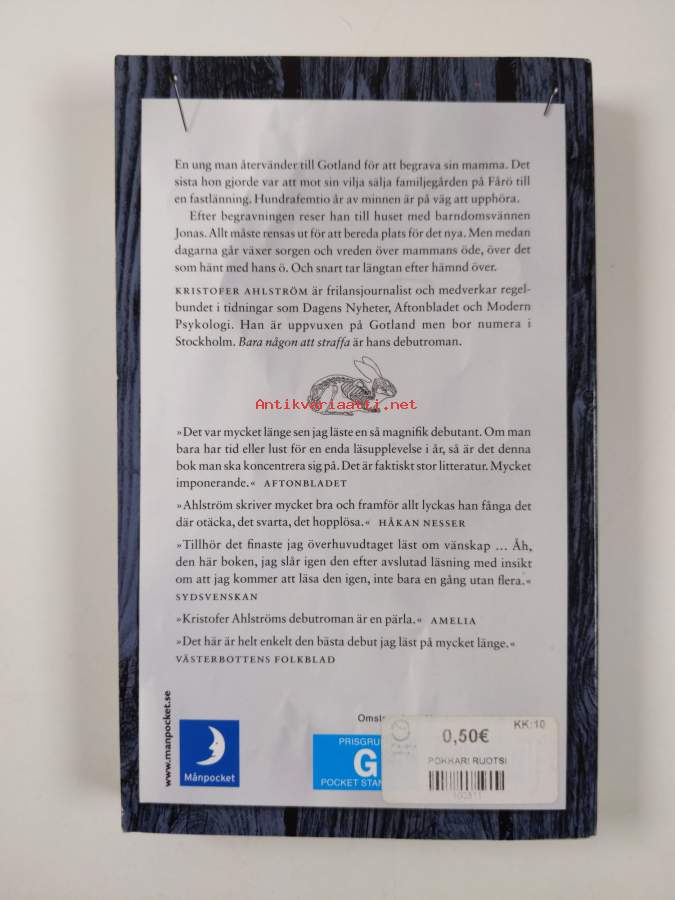 En ung man återvänder till Gotland för att begrava sin mamma. Det
sista hon gjorde var att mot sin vilja sälja familjegården på Fårö till
en fastlänning. Hundrafemtio år av minnen är på väg att upphöra.
Efter begravningen reser han till huset med barndomsvännen
Jonas. Allt måste rensas ut för att bereda plats för det nya. Men medan
dagarna går växer sorgen och vreden över mammans öde, över det
som hänt med hans ö. Och snart tar längtan efter hämnd över.
KRISTOFER AHLSTRÖM är frilansjournalist och medverkar regel-
bundet i tidningar som Dagens Nyheter, Aftonbladet och Modern
Psykologi. Han är uppvuxen på Gotland men bor numera i
Stockholm. Bara någon att straffa är hans debutroman.
Antikvariaatti.net
»Det var mycket länge sen jag läste en så magnifik debutant. Om man
bara har tid eller lust för en enda läsupplevelse i år, så är det denna
bok man ska koncentrera sig på. Det är faktiskt stor litteratur. Mycket
imponerande.« AFTONBLADET
»Ahlström skriver mycket bra och framför allt lyckas han fånga det
där otäcka, det svarta, det hopplösa.« HÅKAN NESSER
»Tillhör det finaste jag överhuvudtaget läst om vänskap ... Åh,
den här boken, jag slår igen den efter avslutad läsning med insikt
om att jag kommer att läsa den igen, inte bara en gång utan flera.«
SYDSVENSKAN
»Kristofer Ahlströms debutroman är en pärla.« AMELIA
»Det här är helt enkelt den bästa debut jag läst på mycket länge.«
VÄSTERBOTTENS FOLKBLAD
www.manpocket.se
Månpocket
PRISGRU
G
POCKET STAN
KK:10
0,50€
POKKARI RUOTSI